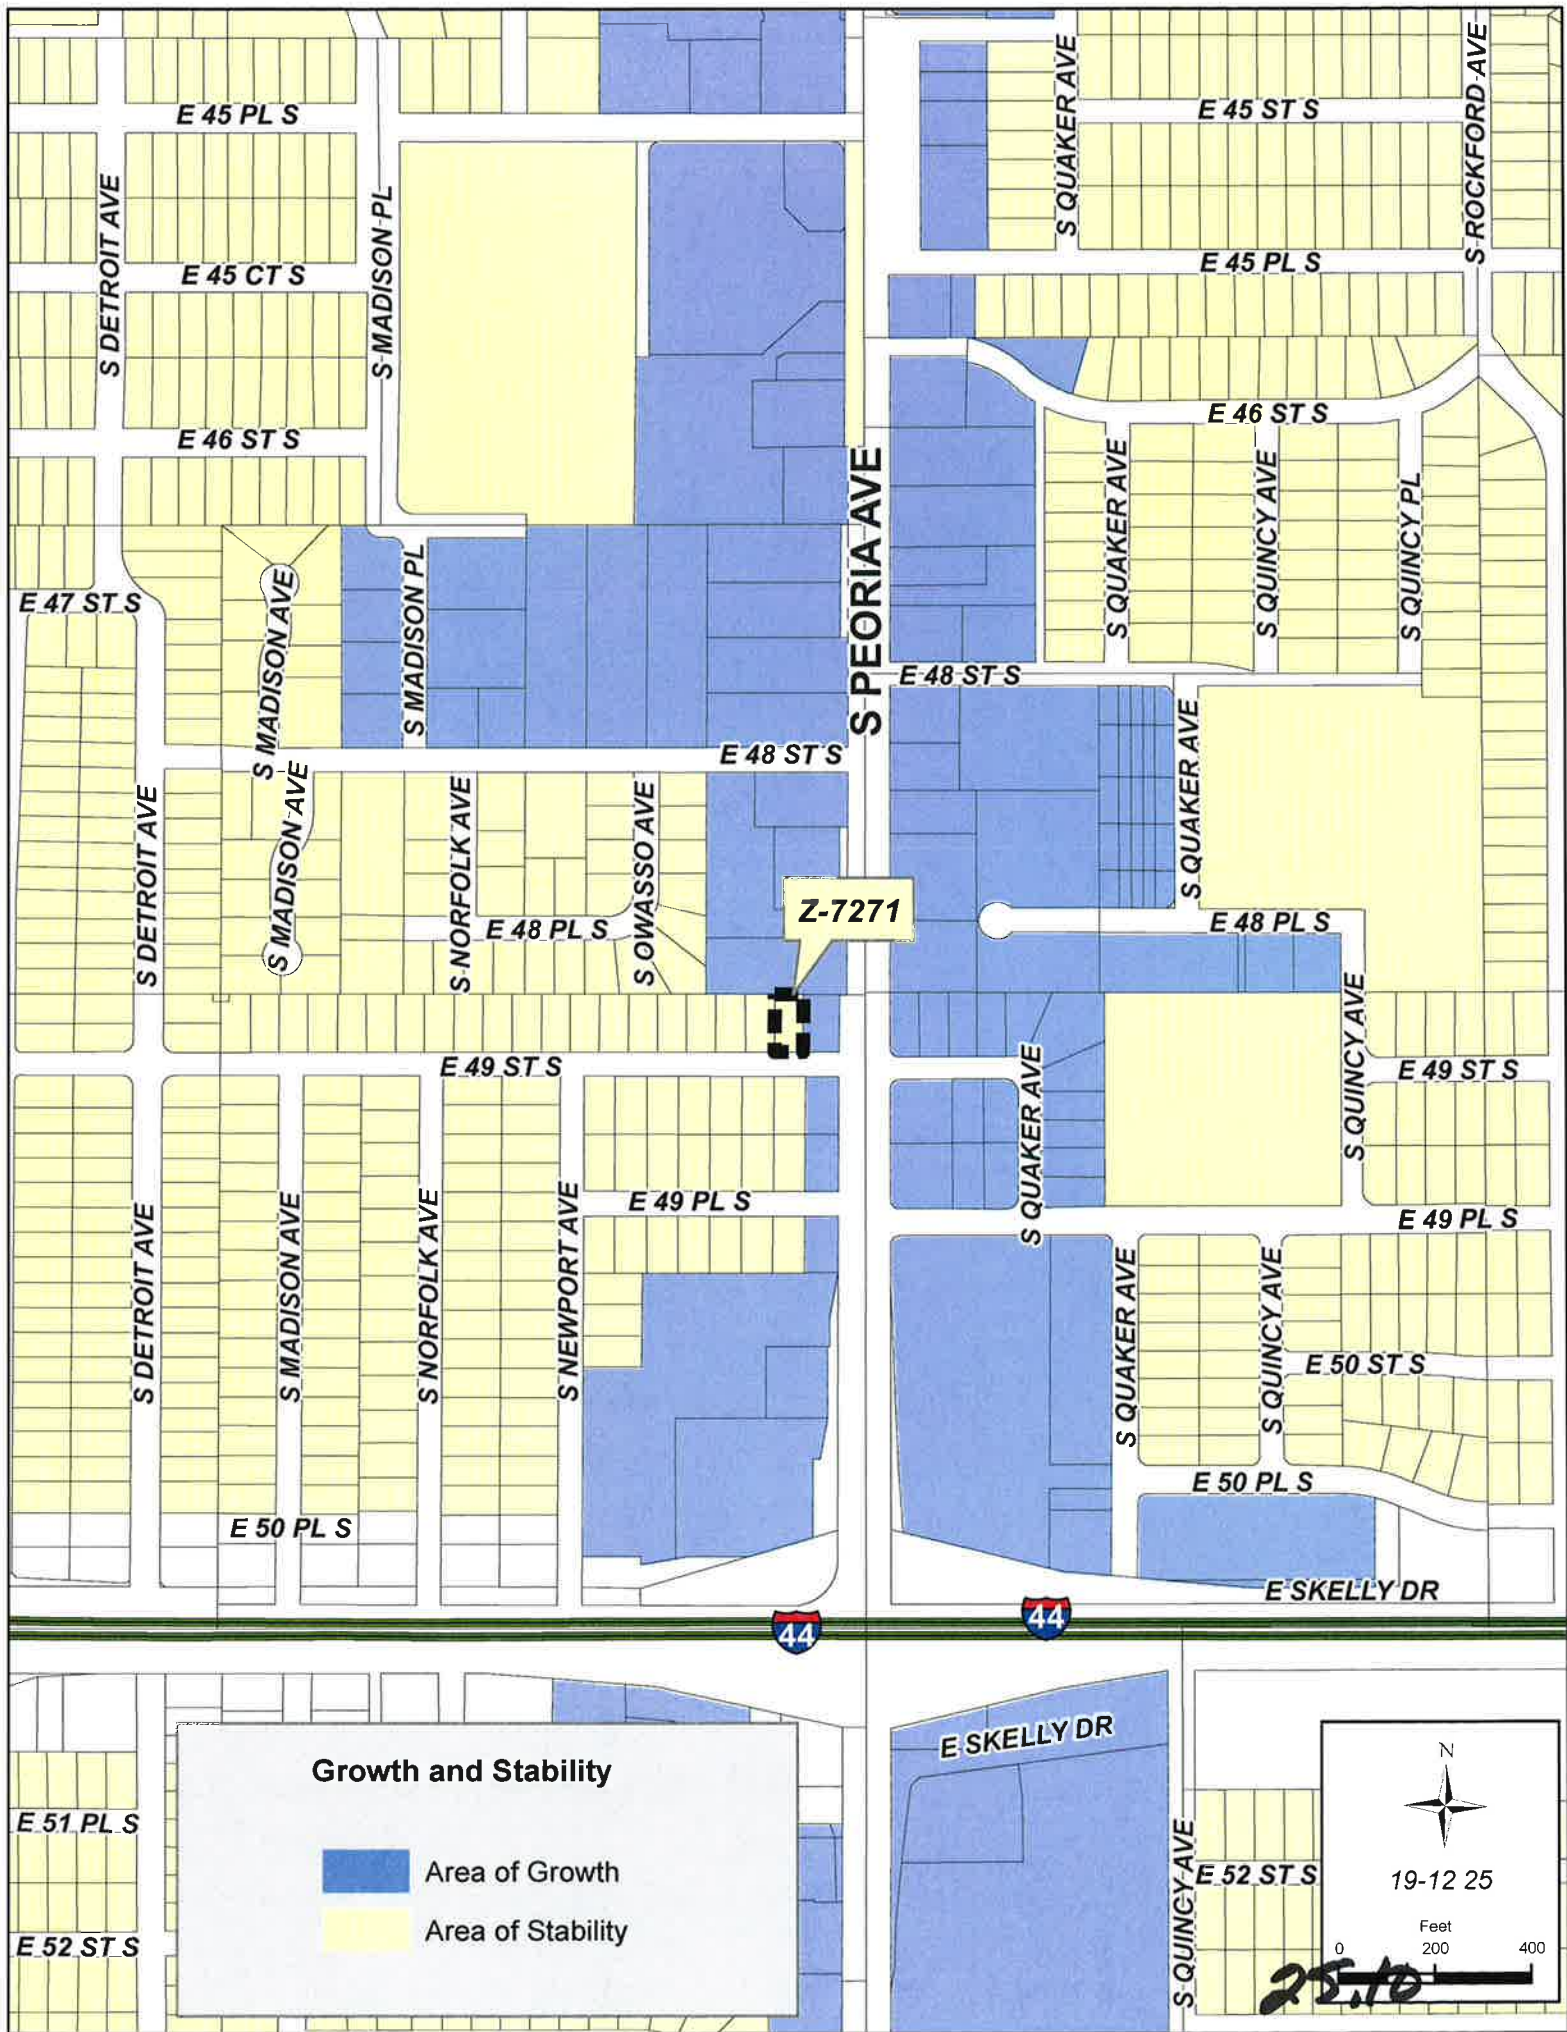 E 45 PL S
E 45 ST S
S QUAKER AVE
S ROCKFORD AVE
S DETROIT AVE
S MADISON PL
E 45 CT S
E 45 PL S
E 46 ST S
E 46 ST S
S PEORIA AVE
S QUAKER AVE
S QUINCY AVE
S QUINCY PL
E 47 ST S
S MADISON AVE
S MADISON PL
E 48 ST S
E 48 ST S
S QUAKER AVE
S DETROIT AVE
S MADISON AVE
S NORFOLK AVE
S OWASSO AVE
Z-7271
E 48 PL S
E 48 PL S
S QUINCY AVE
E 49 ST S
E 49 ST S
S QUAKER AVE
E 49 PL S
E 49 PL S
S DETROIT AVE
S MADISON AVE
S NORFOLK AVE
S NEWPORT AVE
S QUAKER AVE
S QUINCY AVE
E 50 ST S
E 50 PL S
E 50 PL S
E SKELLY DR
44
44
E SKELLY DR
Growth and Stability
Area of Growth
Area of Stability
E 51 PL S
E 52 ST S
S QUINCY AVE
E 52 ST S
N
19-12 25
Feet
0 200 400
25.10